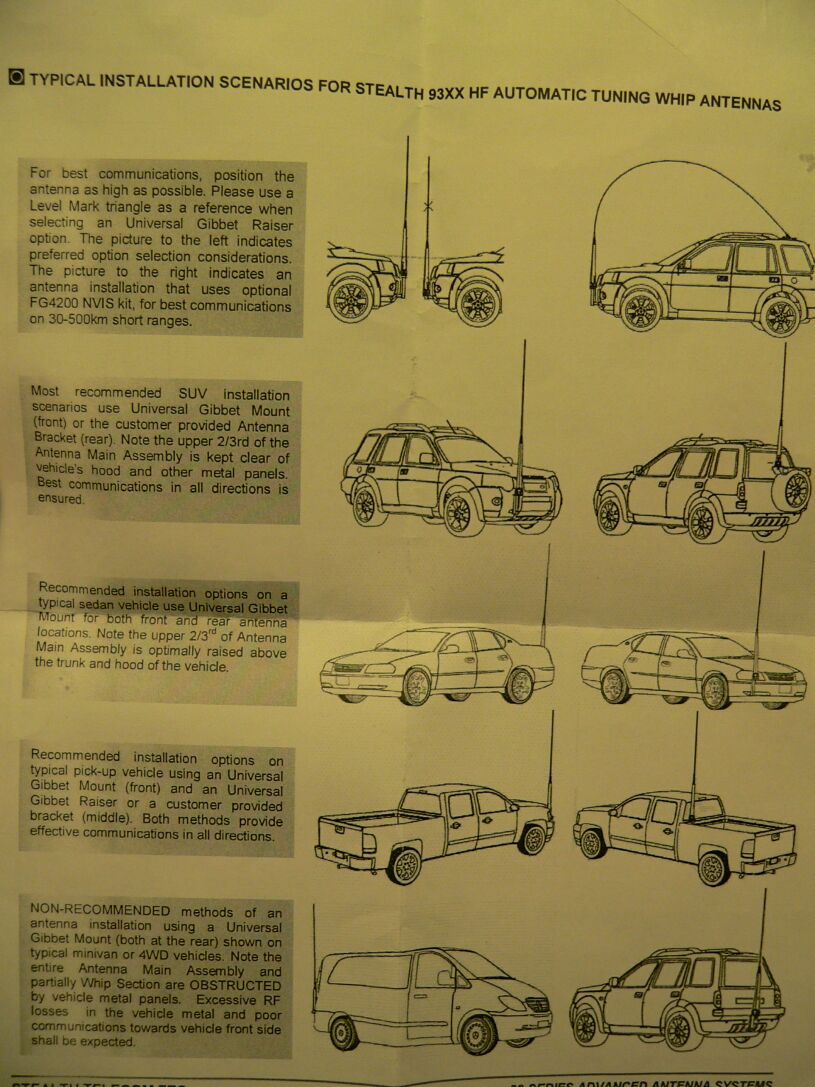 TYPICAL INSTALLATION SCENARIOS FOR STEALTH 93XX HF AUTOMATIC TUNING WHIP ANTENNAS
For best communications, position the
antenna as high as possible. Please use a
Level Mark triangle as a reference when
selecting an Universal Gibbet Raiser
option. The picture to the left indicates
preferred option selection considerations.
The picture to the right indicates an
antenna installation that uses optional
FG4200 NVIS kit, for best communications
on 30-500km short ranges.
Most recommended SUV installation
scenarios use Universal Gibbet Mount
(front) or the customer provided Antenna
Bracket (rear). Note the upper 2/3rd of the
Antenna Main Assembly is kept clear of
vehicle's hood and other metal panels.
Best communications in all directions is
ensured.
Recommended installation options on a
typical sedan vehicle use Universal Gibbet
Mount for both front and rear antenna
locations. Note the upper 2/3rd of Antenna
Main Assembly is optimally raised above
the trunk and hood of the vehicle.
Recommended installation options on
typical pick-up vehicle using an Universal
Gibbet Mount (front) and an Universal
Gibbet Raiser or a customer provided
bracket (middle). Both methods provide
effective communications in all directions.
NON-RECOMMENDED methods of an
antenna installation using a Universal
Gibbet Mount (both at the rear) shown on
typical minivan or 4WD vehicles. Note the
entire Antenna Main Assembly and
partially Whip Section are OBSTRUCTED
by vehicle metal panels. Excessive RF
losses in the vehicle metal and poor
communications towards vehicle front side
shall be expected.
SERIES ADVANCED ANTENNA SYSTEMS